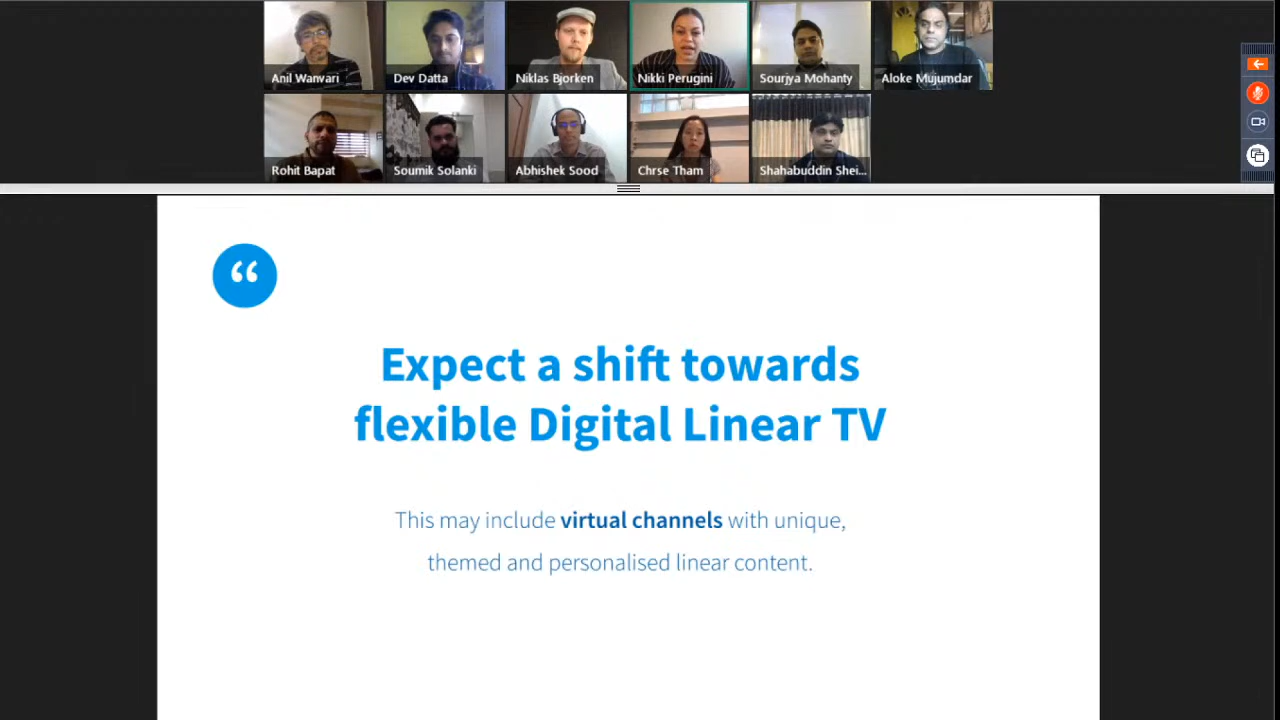 Anil Wanvari
Dev Datta
Niklas Bjorken
Nikki Perugini
Sourjya Mohanty
Aloke Mujumdar
Rohit Bapat
Soumik Solanki
Abhishek Sood
Chrse Tham
Shahabuddin Shei...
“
Expect a shift towards
flexible Digital Linear TV
This may include virtual channels with unique,
themed and personalised linear content.